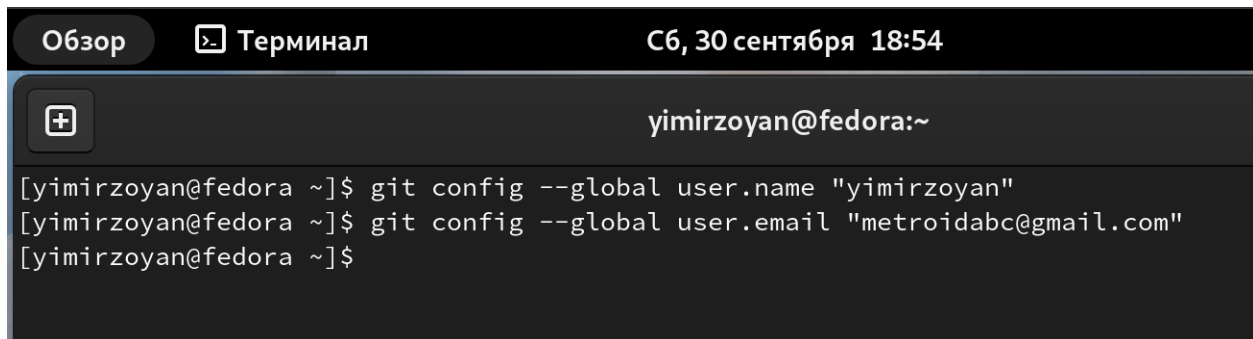 Обзор Терминал Сб, 30 сентября 18:54
yimirzoyan@fedora:~
[yimirzoyan@fedora ~]$ git config --global user.name "yimirzoyan"
[yimirzoyan@fedora ~]$ git config --global user.email "metroidabc@gmail.com"
[yimirzoyan@fedora ~]$